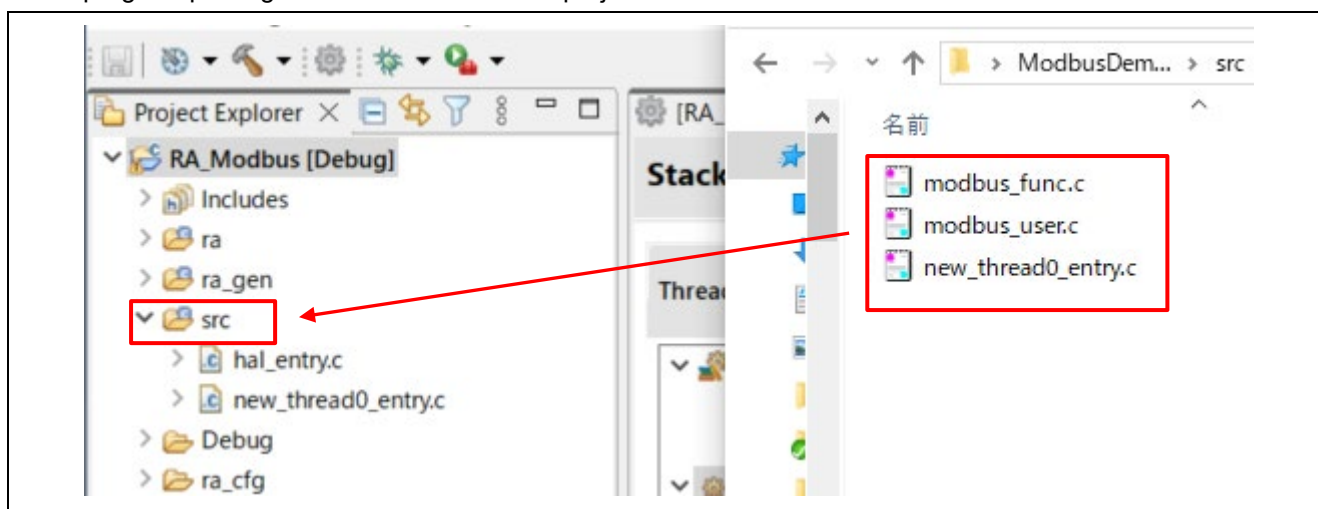 Project Explorer
RA_Modbus [Debug]
Includes
ra
ra_gen
src
hal_entry.c
new_thread0_entry.c
Debug
ra_cfg
[RA_
Stack
Threa
ModbusDem... > src
名前
modbus_func.c
modbus_user.c
new_thread0_entry.c